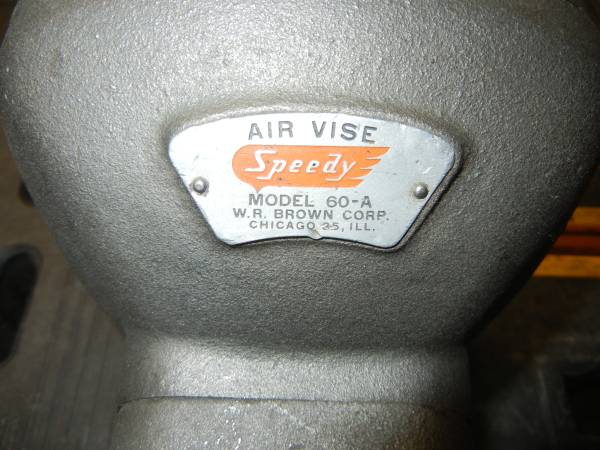 AIR VISE
Speedy
MODEL 60-A
W.R. BROWN CORP.
CHICAGO 35, ILL.